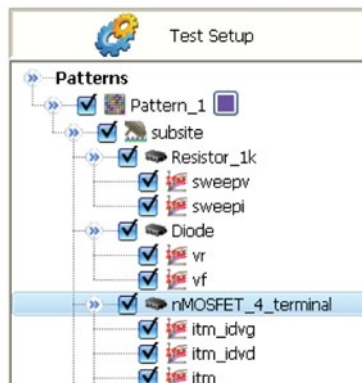 Test Setup
Patterns
Pattern_1
subsite
Resistor_1k
sweepv
sweepi
Diode
vr
vf
nMOSFET_4_terminal
itm_idvg
itm_idvd
itm